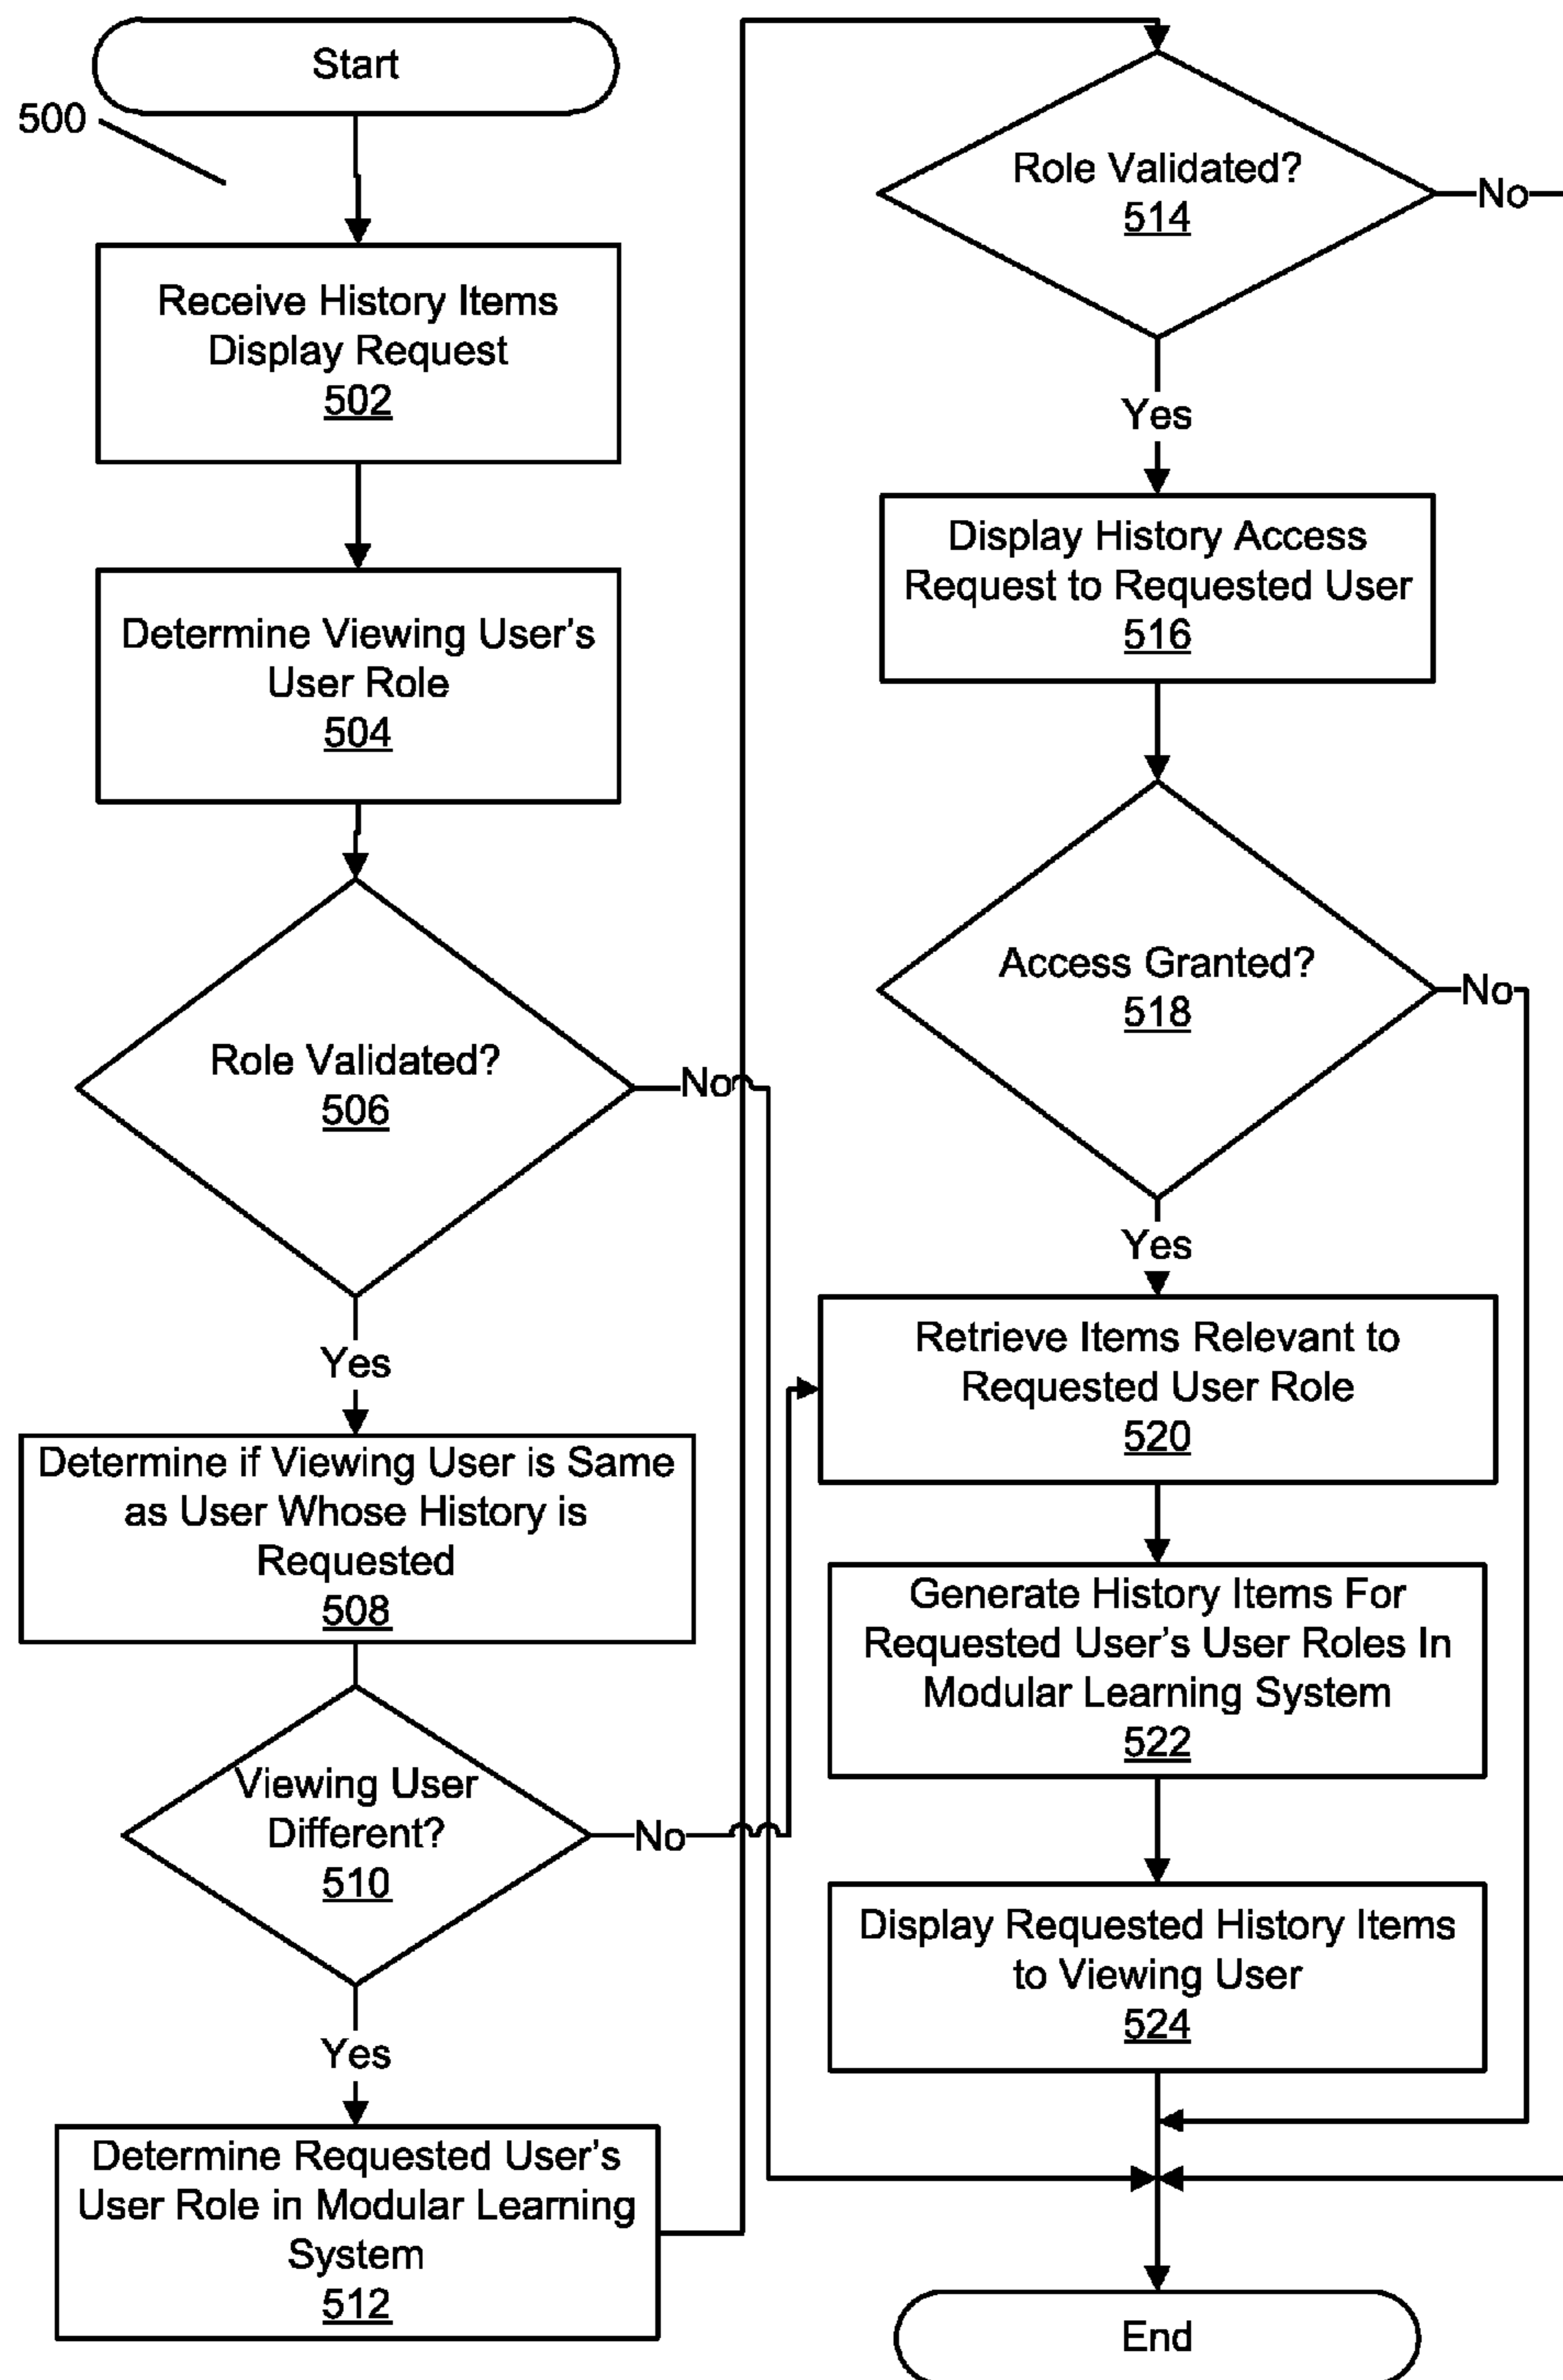 Start
500
Receive History Items
Display Request
502
Determine Viewing User's
User Role
504
Role Validated?
506
No
Yes
Determine if Viewing User is Same
as User Whose History is
Requested
508
Viewing User
Different?
510
No
Yes
Determine Requested User's
User Role in Modular Learning
System
512
Role Validated?
514
No
Yes
Display History Access
Request to Requested User
516
Access Granted?
518
No
Yes
Retrieve Items Relevant to
Requested User Role
520
Generate History Items For
Requested User's User Roles In
Modular Learning System
522
Display Requested History Items
to Viewing User
524
End